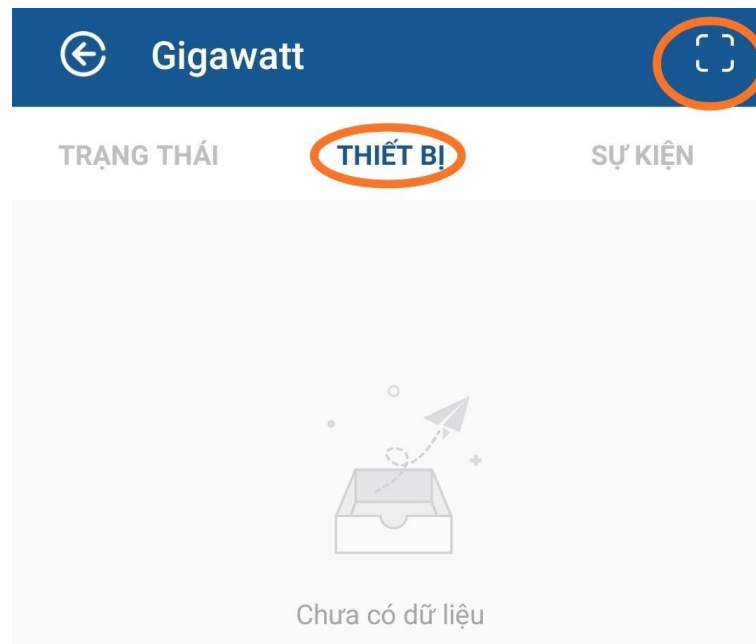 Gigawatt
TRẠNG THÁI THIẾT BỊ SỰ KIỆN
Chưa có dữ liệu